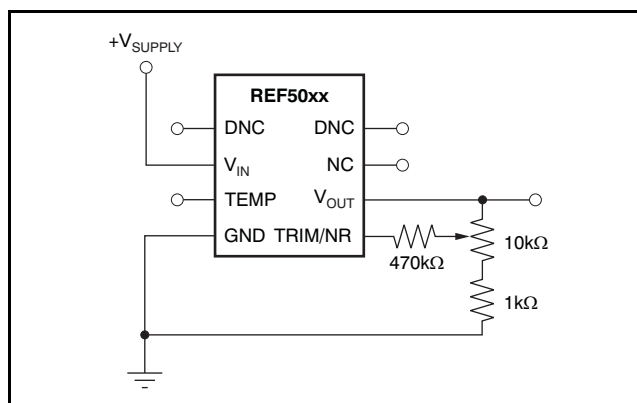 +VSUPPLY
REF50xx
DNC DNC
VIN NC
TEMP VOUT
GND TRIM/NR
10kΩ
470kΩ
1kΩ